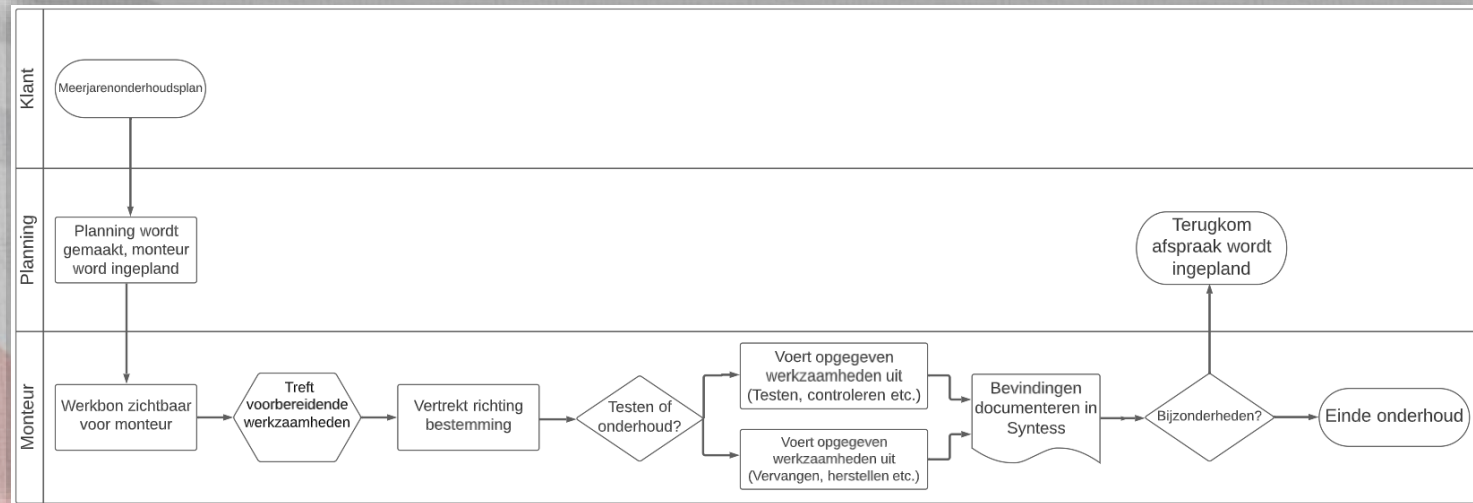 Klant
Meerjarenonderhoudsplan
Planning
Planning wordt
gemaakt, monteur
word ingepland
Terugkom
afspraak wordt
ingepland
Monteur
Werkbon zichtbaar
voor monteur
Treft
voorbereidende
werkzaamheden
Vertrekt richting
bestemming
Testen of
onderhoud?
Voert opgegeven
werkzaamheden uit
(Testen, controleren etc.)
Voert opgegeven
werkzaamheden uit
(Vervangen, herstellen etc.)
Bevindingen
documenteren in
Syntess
Bijzonderheden?
Einde onderhoud